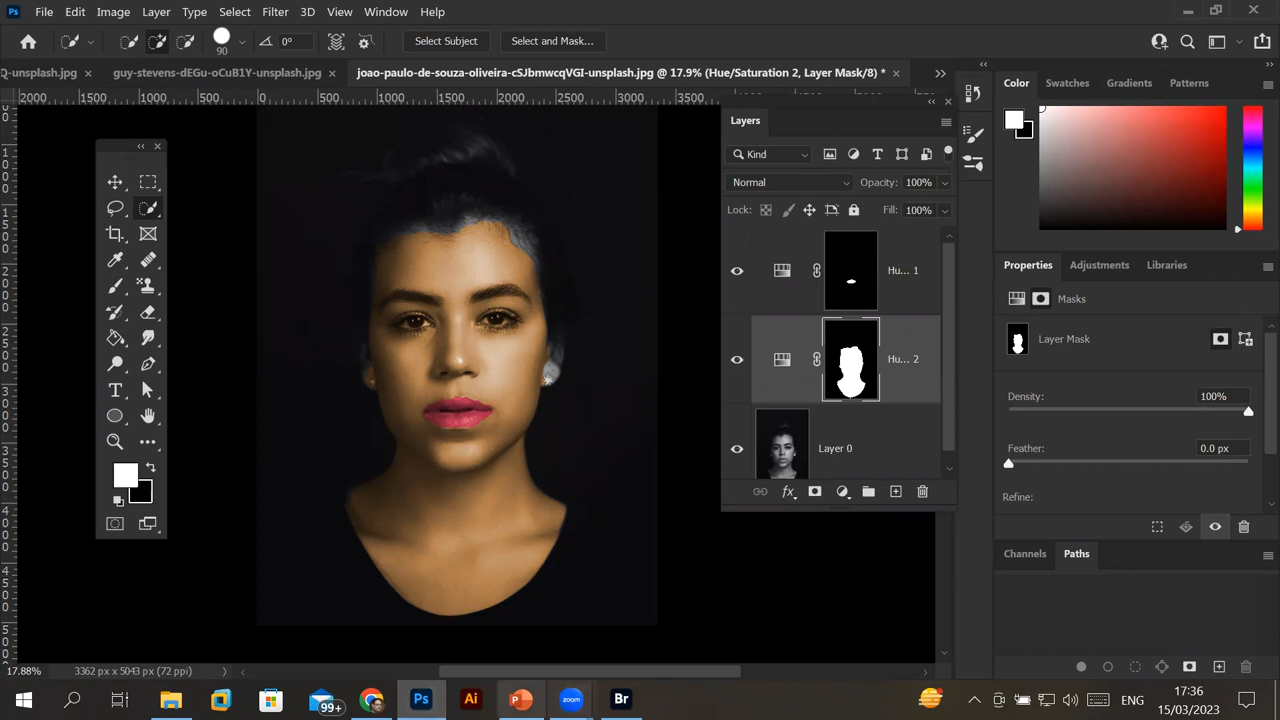 Ps File Edit Image Layer Type Select Filter 3D View Window Help
90 0° Select Subject Select and Mask...
Q-unsplash.jpg × guy-stevens-dEGu-oCuB1Y-unsplash.jpg × joao-paulo-de-souza-oliveira-cSJbmwcqVGI-unsplash.jpg @ 17.9% (Hue/Saturation 2, Layer Mask/8) * ×
2000 1500 1000 500 0 500 1000 1500 2000 2500 3000 3500
Color Swatches Gradients Patterns
Layers
Kind
Normal Opacity: 100%
Lock: Fill: 100%
Hu... 1
Hu... 2
Layer 0
Properties Adjustments Libraries
Masks
Layer Mask
Density: 100%
Feather: 0.0 px
Refine:
Channels Paths
17.88% 3362 px x 5043 px (72 ppi)
99+ Ps Ai P zoom Br ENG 17:36
15/03/2023